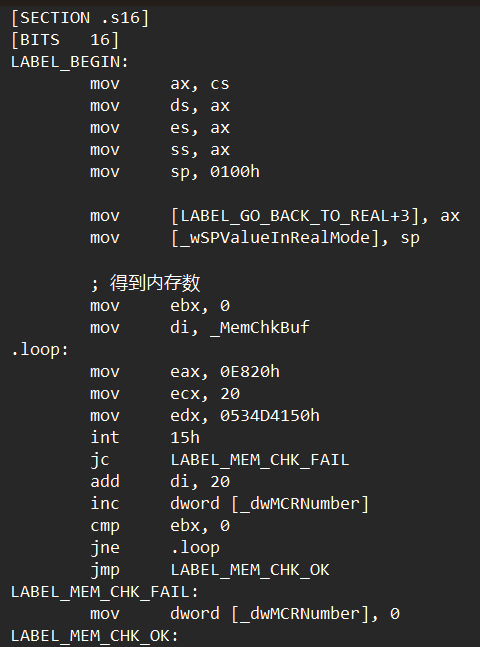 [SECTION .s16]
[BITS   16]
LABEL_BEGIN:
        mov     ax, cs
        mov     ds, ax
        mov     es, ax
        mov     ss, ax
        mov     sp, 0100h

        mov     [LABEL_GO_BACK_TO_REAL+3], ax
        mov     [_wSPValueInRealMode], sp

        ; 得到内存数
        mov     ebx, 0
        mov     di, _MemChkBuf
.loop:
        mov     eax, 0E820h
        mov     ecx, 20
        mov     edx, 0534D4150h
        int     15h
        jc      LABEL_MEM_CHK_FAIL
        add     di, 20
        inc     dword [_dwMCRNumber]
        cmp     ebx, 0
        jne     .loop
        jmp     LABEL_MEM_CHK_OK
LABEL_MEM_CHK_FAIL:
        mov     dword [_dwMCRNumber], 0
LABEL_MEM_CHK_OK: